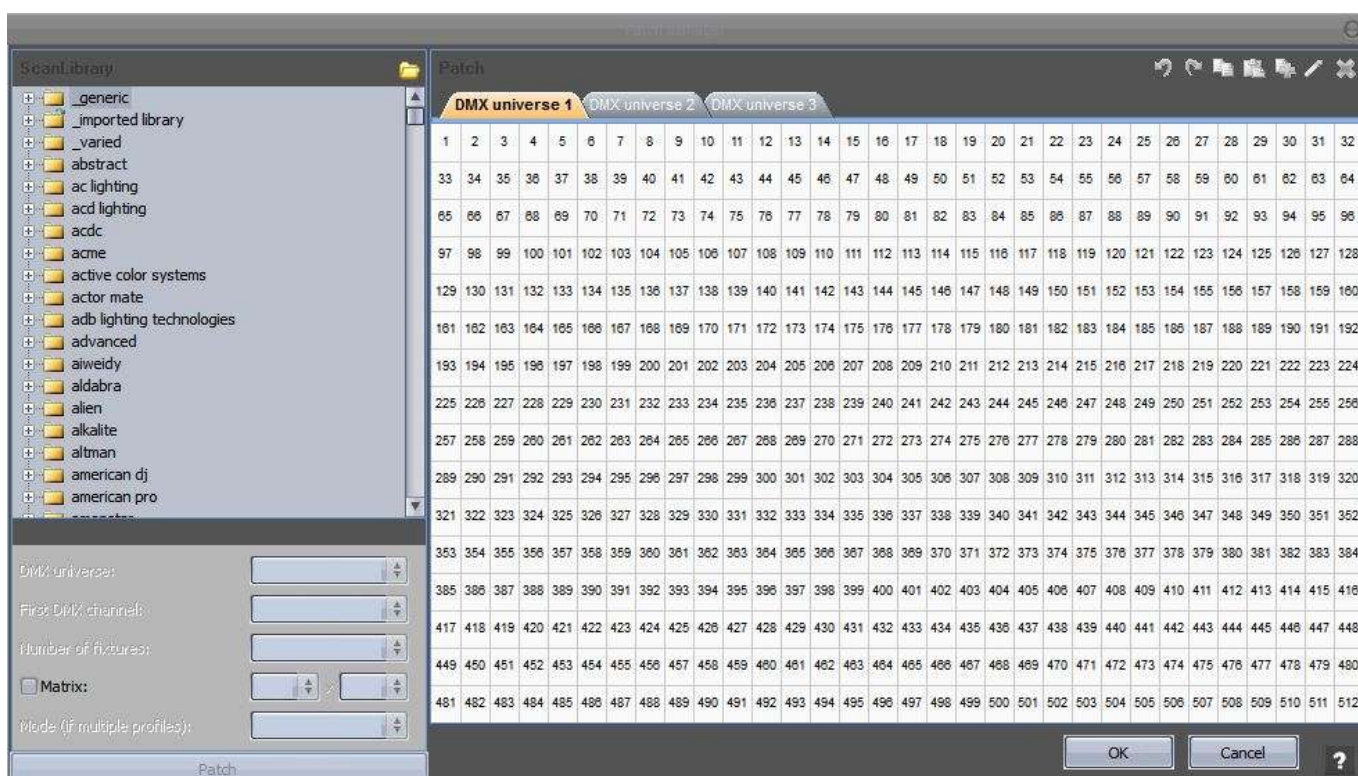 Patch Manager
ScanLibrary
_generic
_imported library
_varied
abstract
ac lighting
acd lighting
acdc
acme
active color systems
actor mate
adb lighting technologies
advanced
aiweidy
aldabra
alien
alkalite
altman
american dj
american pro
DMX universe:
First DMX channel:
Number of fixtures:
Matrix:
x
Mode (if multiple profiles):
Patch
Patch
DMX universe 1 DMX universe 2 DMX universe 3
1 2 3 4 5 6 7 8 9 10 11 12 13 14 15 16 17 18 19 20 21 22 23 24 25 26 27 28 29 30 31 32
33 34 35 36 37 38 39 40 41 42 43 44 45 46 47 48 49 50 51 52 53 54 55 56 57 58 59 60 61 62 63 64
65 66 67 68 69 70 71 72 73 74 75 76 77 78 79 80 81 82 83 84 85 86 87 88 89 90 91 92 93 94 95 96
97 98 99 100 101 102 103 104 105 106 107 108 109 110 111 112 113 114 115 116 117 118 119 120 121 122 123 124 125 126 127 128
129 130 131 132 133 134 135 136 137 138 139 140 141 142 143 144 145 146 147 148 149 150 151 152 153 154 155 156 157 158 159 160
161 162 163 164 165 166 167 168 169 170 171 172 173 174 175 176 177 178 179 180 181 182 183 184 185 186 187 188 189 190 191 192
193 194 195 196 197 198 199 200 201 202 203 204 205 206 207 208 209 210 211 212 213 214 215 216 217 218 219 220 221 222 223 224
225 226 227 228 229 230 231 232 233 234 235 236 237 238 239 240 241 242 243 244 245 246 247 248 249 250 251 252 253 254 255 256
257 258 259 260 261 262 263 264 265 266 267 268 269 270 271 272 273 274 275 276 277 278 279 280 281 282 283 284 285 286 287 288
289 290 291 292 293 294 295 296 297 298 299 300 301 302 303 304 305 306 307 308 309 310 311 312 313 314 315 316 317 318 319 320
321 322 323 324 325 326 327 328 329 330 331 332 333 334 335 336 337 338 339 340 341 342 343 344 345 346 347 348 349 350 351 352
353 354 355 356 357 358 359 360 361 362 363 364 365 366 367 368 369 370 371 372 373 374 375 376 377 378 379 380 381 382 383 384
385 386 387 388 389 390 391 392 393 394 395 396 397 398 399 400 401 402 403 404 405 406 407 408 409 410 411 412 413 414 415 416
417 418 419 420 421 422 423 424 425 426 427 428 429 430 431 432 433 434 435 436 437 438 439 440 441 442 443 444 445 446 447 448
449 450 451 452 453 454 455 456 457 458 459 460 461 462 463 464 465 466 467 468 469 470 471 472 473 474 475 476 477 478 479 480
481 482 483 484 485 486 487 488 489 490 491 492 493 494 495 496 497 498 499 500 501 502 503 504 505 506 507 508 509 510 511 512
OK Cancel ?